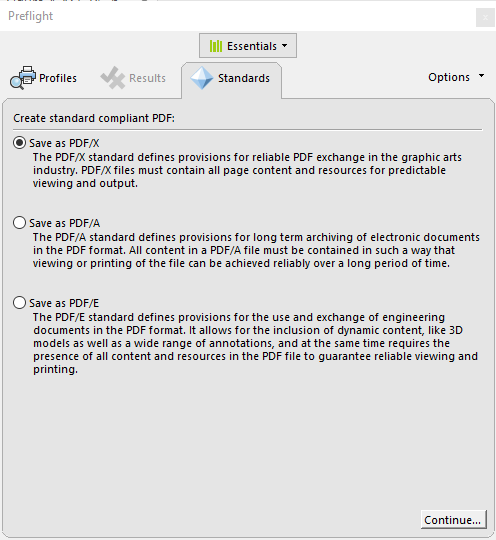 Preflight
Essentials
Profiles
Results
Standards
Options
Create standard compliant PDF:
Save as PDF/X
The PDF/X standard defines provisions for reliable PDF exchange in the graphic arts
industry. PDF/X files must contain all page content and resources for predictable
viewing and output.
Save as PDF/A
The PDF/A standard defines provisions for long term archiving of electronic documents
in the PDF format. All content in a PDF/A file must be contained in such a way that
viewing or printing of the file can be achieved reliably over a long period of time.
Save as PDF/E
The PDF/E standard defines provisions for the use and exchange of engineering
documents in the PDF format. It allows for the inclusion of dynamic content, like 3D
models as well as a wide range of annotations, and at the same time requires the
presence of all content and resources in the PDF file to guarantee reliable viewing and
printing.
Continue...